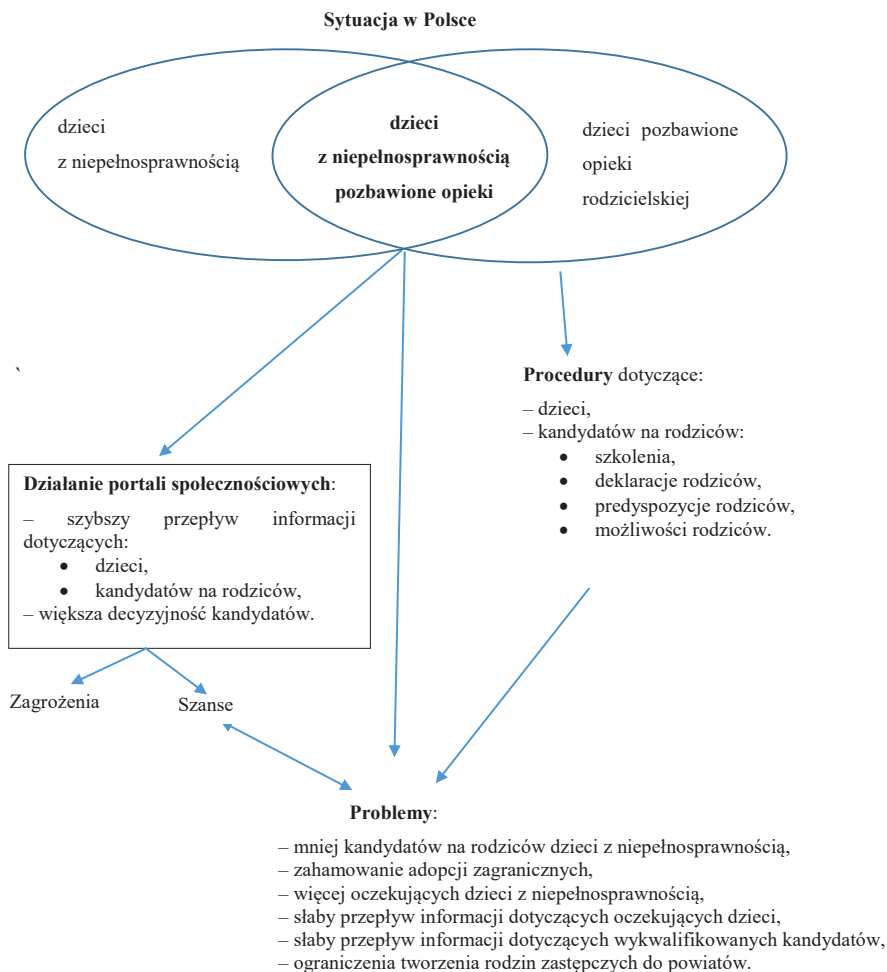 Sytuacja w Polsce
dzieci
z niepełnosprawnością
dzieci
z niepełnosprawnością
pozbawione opieki
dzieci pozbawione
opieki
rodzicielskiej
`
Procedury dotyczące:
– dzieci,
– kandydatów na rodziców:
• szkolenia,
• deklaracje rodziców,
• predyspozycje rodziców,
• możliwości rodziców.
Działanie portali społecznościowych:
– szybszy przepływ informacji
dotyczących:
• dzieci,
• kandydatów na rodziców,
– większa decyzyjność kandydatów.
Zagrożenia
Szanse
Problemy:
– mniej kandydatów na rodziców dzieci z niepełnosprawnością,
– zahamowanie adopcji zagranicznych,
– więcej oczekujących dzieci z niepełnosprawnością,
– słaby przepływ informacji dotyczących oczekujących dzieci,
– słaby przepływ informacji dotyczących wykwalifikowanych kandydatów,
– ograniczenia tworzenia rodzin zastępczych do powiatów.